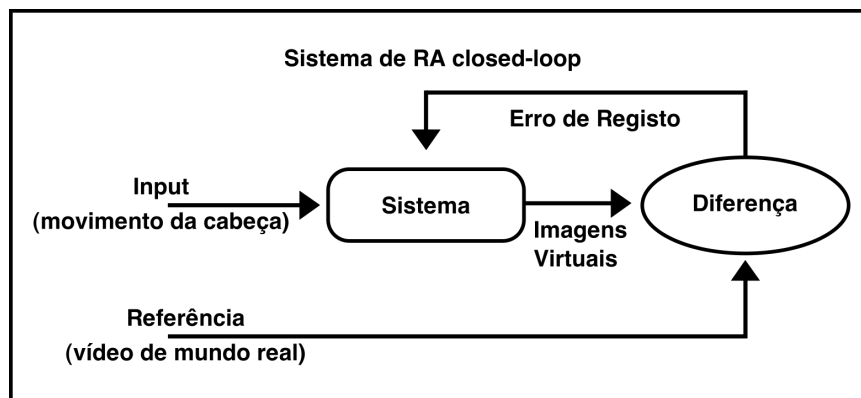 Sistema de RA closed-loop
Erro de Registo
Input
(movimento da cabeça)
Sistema
Imagens
Virtuais
Diferença
Referência
(vídeo de mundo real)